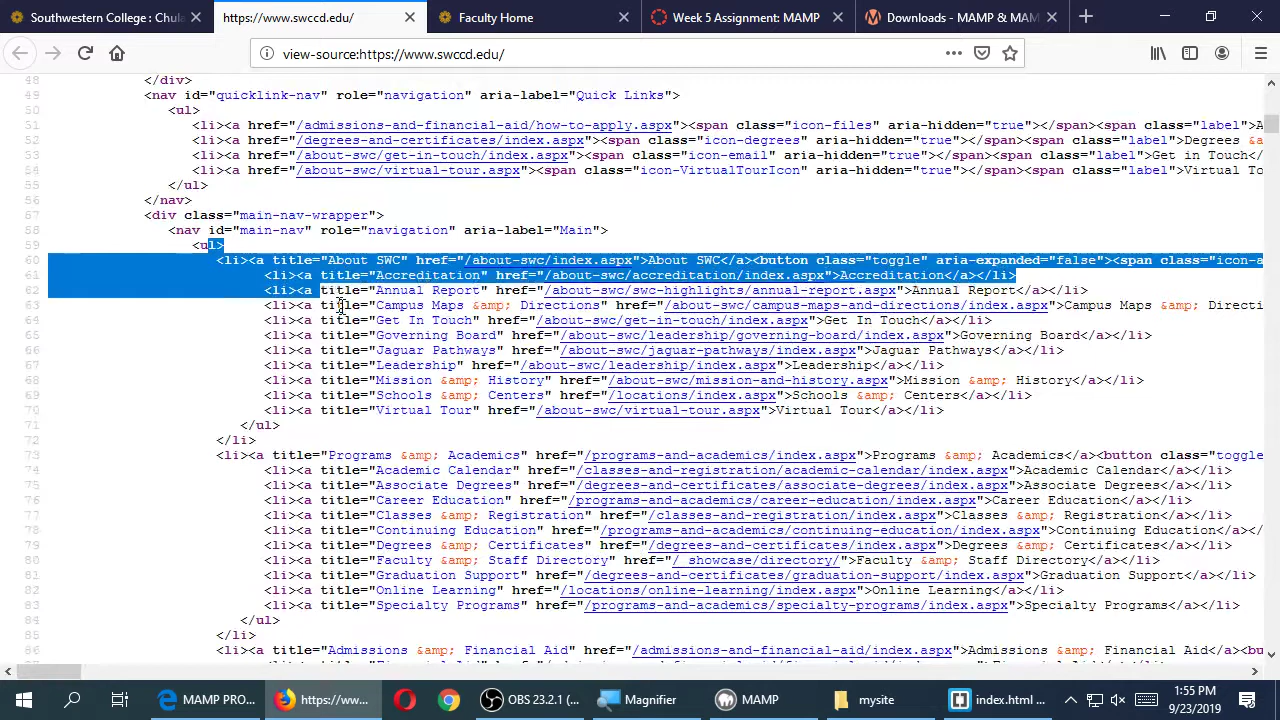 Southwestern College : Chula
https://www.swccd.edu/
Faculty Home
Week 5 Assignment: MAMP
Downloads - MAMP & MAM
view-source:https://www.swccd.edu/
48 </div>
49 <nav id="quicklink-nav" role="navigation" aria-label="Quick Links">
50 <ul>
51 <li><a href="/admissions-and-financial-aid/how-to-apply.aspx"><span class="icon-files" aria-hidden="true"></span><span class="label">A
52 <li><a href="/degrees-and-certificates/index.aspx"><span class="icon-degrees" aria-hidden="true"></span><span class="label">Degrees &
53 <li><a href="/about-swc/get-in-touch/index.aspx"><span class="icon-email" aria-hidden="true"></span><span class="label">Get in Touch</
54 <li><a href="/about-swc/virtual-tour.aspx"><span class="icon-VirtualTourIcon" aria-hidden="true"></span><span class="label">Virtual To
55 </ul>
56 </nav>
57 <div class="main-nav-wrapper">
58 <nav id="main-nav" role="navigation" aria-label="Main">
59 <ul>
60 <li><a title="About SWC" href="/about-swc/index.aspx">About SWC</a><button class="toggle" aria-expanded="false"><span class="icon-a
61 <li><a title="Accreditation" href="/about-swc/accreditation/index.aspx">Accreditation</a></li>
62 <li><a title="Annual Report" href="/about-swc/swc-highlights/annual-report.aspx">Annual Report</a></li>
63 <li><a title="Campus Maps &amp; Directions" href="/about-swc/campus-maps-and-directions/index.aspx">Campus Maps &amp; Directi
64 <li><a title="Get In Touch" href="/about-swc/get-in-touch/index.aspx">Get In Touch</a></li>
65 <li><a title="Governing Board" href="/about-swc/leadership/governing-board/index.aspx">Governing Board</a></li>
66 <li><a title="Jaguar Pathways" href="/about-swc/jaguar-pathways/index.aspx">Jaguar Pathways</a></li>
67 <li><a title="Leadership" href="/about-swc/leadership/index.aspx">Leadership</a></li>
68 <li><a title="Mission &amp; History" href="/about-swc/mission-and-history.aspx">Mission &amp; History</a></li>
69 <li><a title="Schools &amp; Centers" href="/locations/index.aspx">Schools &amp; Centers</a></li>
70 <li><a title="Virtual Tour" href="/about-swc/virtual-tour.aspx">Virtual Tour</a></li>
71 </ul>
72 </li>
73 <li><a title="Programs &amp; Academics" href="/programs-and-academics/index.aspx">Programs &amp; Academics</a><button class="toggle
74 <li><a title="Academic Calendar" href="/classes-and-registration/academic-calendar/index.aspx">Academic Calendar</a></li>
75 <li><a title="Associate Degrees" href="/degrees-and-certificates/associate-degrees/index.aspx">Associate Degrees</a></li>
76 <li><a title="Career Education" href="/programs-and-academics/career-education/index.aspx">Career Education</a></li>
77 <li><a title="Classes &amp; Registration" href="/classes-and-registration/index.aspx">Classes &amp; Registration</a></li>
78 <li><a title="Continuing Education" href="/programs-and-academics/continuing-education/index.aspx">Continuing Education</a></
79 <li><a title="Degrees &amp; Certificates" href="/degrees-and-certificates/index.aspx">Degrees &amp; Certificates</a></li>
80 <li><a title="Faculty &amp; Staff Directory" href="/_showcase/directory/">Faculty &amp; Staff Directory</a></li>
81 <li><a title="Graduation Support" href="/degrees-and-certificates/graduation-support/index.aspx">Graduation Support</a></li>
82 <li><a title="Online Learning" href="/locations/online-learning/index.aspx">Online Learning</a></li>
83 <li><a title="Specialty Programs" href="/programs-and-academics/specialty-programs/index.aspx">Specialty Programs</a></li>
84 </ul>
85 </li>
86 <li><a title="Admissions &amp; Financial Aid" href="/admissions-and-financial-aid/index.aspx">Admissions &amp; Financial Aid</a><bu
MAMP PRO...
https://ww...
OBS 23.2.1 (...
Magnifier
MAMP
mysite
index.html ...
1:55 PM
9/23/2019